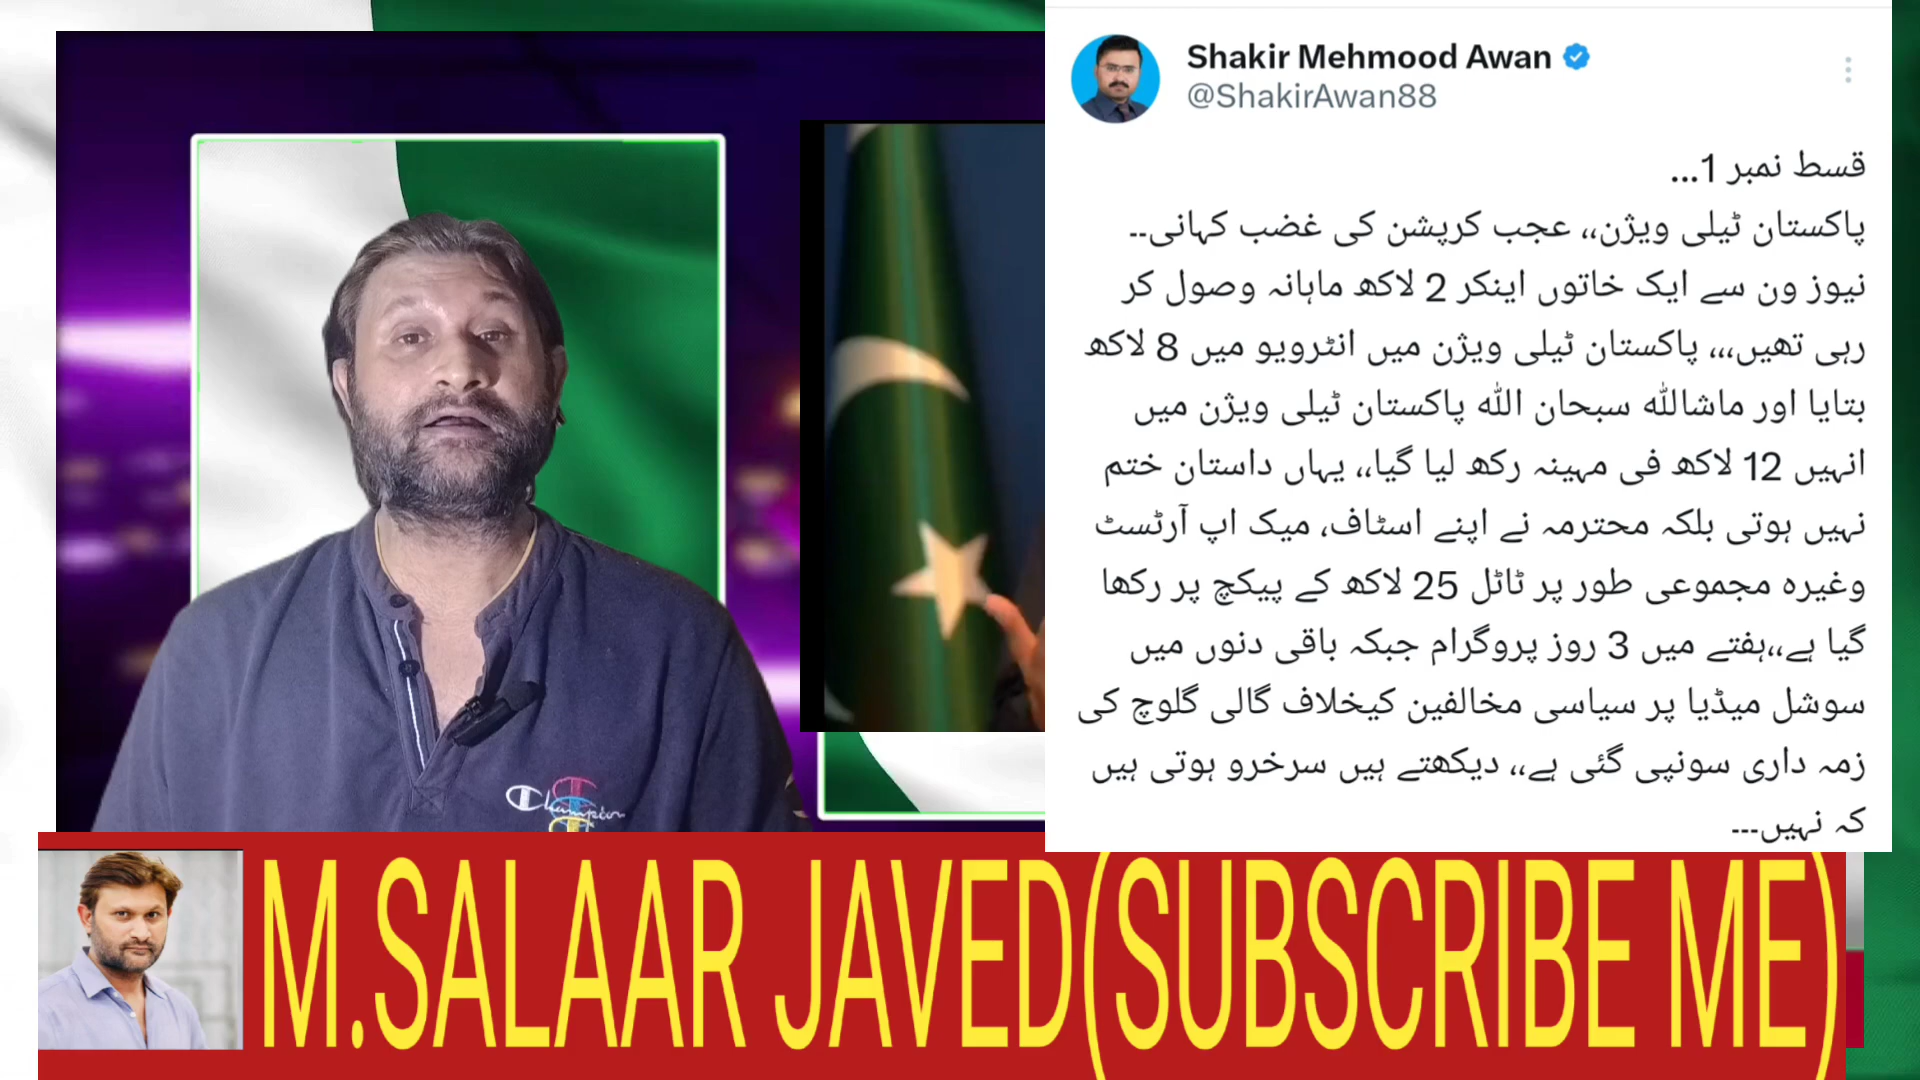 Shakir Mehmood Awan
@ShakirAwan88
قسط نمبر 1...
پاکستان ٹیلی ویژن،، عجب کرپشن کی غضب کہانی۔۔
نیوز ون سے ایک خاتوں اینکر 2 لاکھ ماہانہ وصول کر
رہی تھیں،،، پاکستان ٹیلی ویژن میں انٹرویو میں 8 لاکھ
بتایا اور ماشاللہ سبحان اللہ پاکستان ٹیلی ویژن میں
انہیں 12 لاکھ فی مہینہ رکھ لیا گیا،، یہاں داستان ختم
نہیں ہوتی بلکہ محترمہ نے اپنے اسٹاف، میک اپ آرٹسٹ
وغیرہ مجموعی طور پر ٹاٹل 25 لاکھ کے پیکچ پر رکھا
گیا ہے،،ہفتے میں 3 روز پروگرام جبکہ باقی دنوں میں
سوشل میڈیا پر سیاسی مخالفین کیخلاف گالی گلوچ کی
زمہ داری سونپی گئی ہے،، دیکھتے ہیں سرخرو ہوتی ہیں
کہ نہیں۔۔۔
Champion
M.SALAAR JAVED(SUBSCRIBE ME)